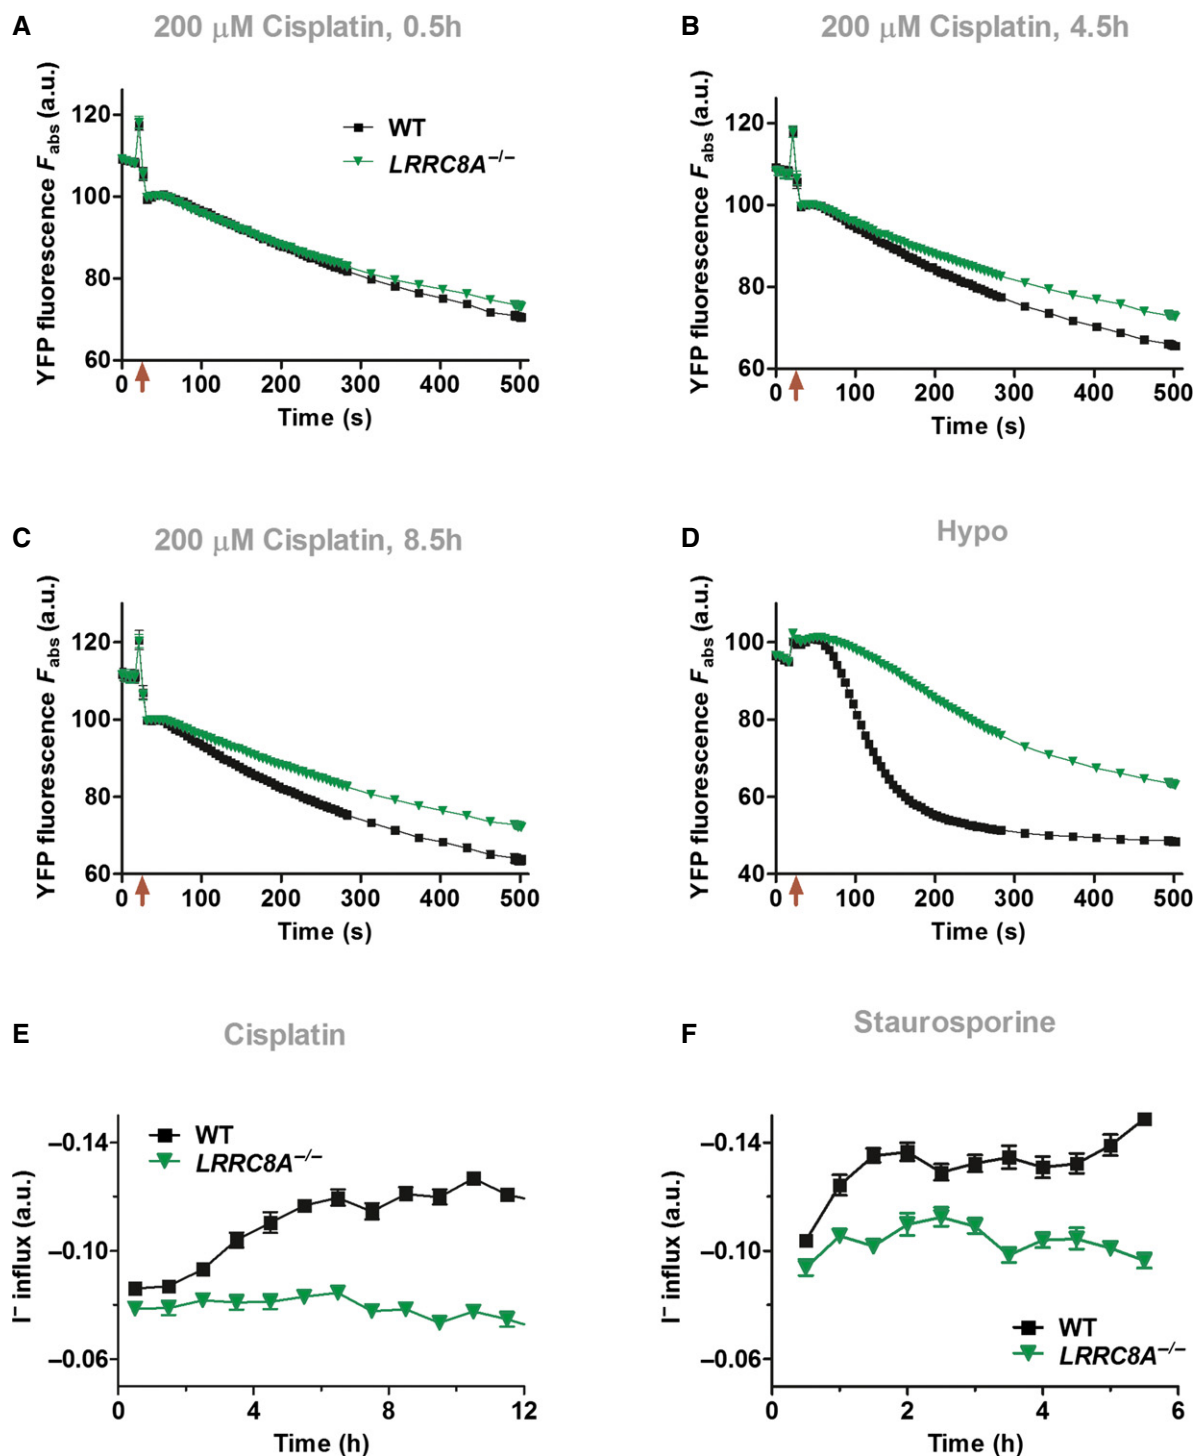 A
200 μM Cisplatin, 0.5h
YFP fluorescence Fabs (a.u.)
120
100
80
60
WT
LRRC8A−/−
0 100 200 300 400 500
Time (s)
B
200 μM Cisplatin, 4.5h
YFP fluorescence Fabs (a.u.)
120
100
80
60
0 100 200 300 400 500
Time (s)
C
200 μM Cisplatin, 8.5h
YFP fluorescence Fabs (a.u.)
120
100
80
60
0 100 200 300 400 500
Time (s)
D
Hypo
YFP fluorescence Fabs (a.u.)
100
80
60
40
0 100 200 300 400 500
Time (s)
E
Cisplatin
I− influx (a.u.)
−0.14
−0.10
−0.06
WT
LRRC8A−/−
0 4 8 12
Time (h)
F
Staurosporine
I− influx (a.u.)
−0.14
−0.10
−0.06
WT
LRRC8A−/−
0 2 4 6
Time (h)